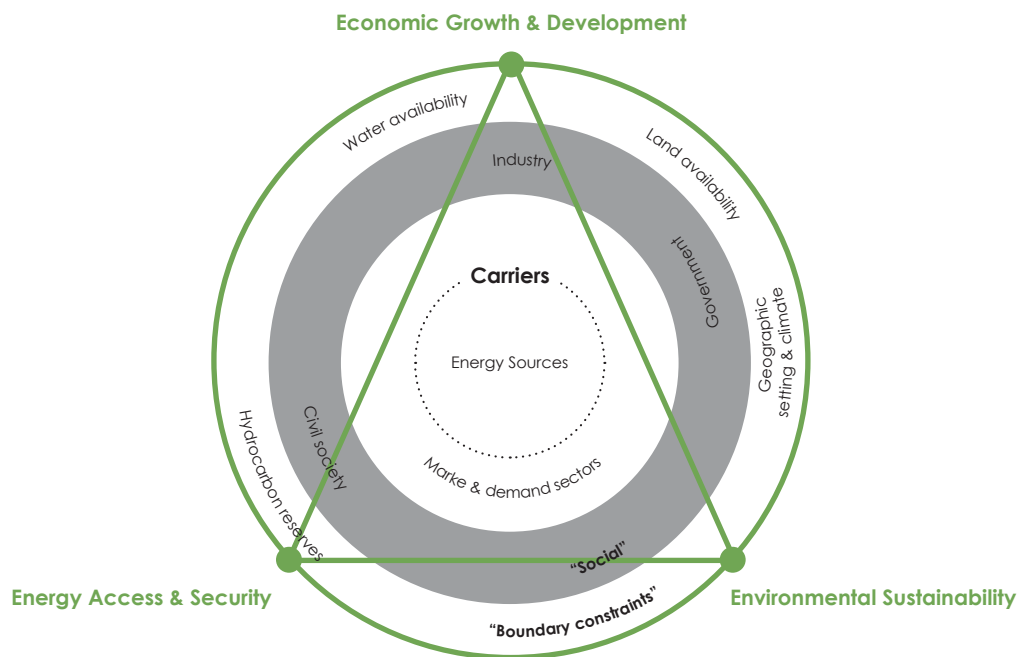 Economic Growth & Development
Water availability
Land availability
Industry
Government
Carriers
Geographic
setting & climate
Energy Sources
Civil society
Hydrocarbon reserves
Marke & demand sectors
“Social”
Energy Access & Security
Environmental Sustainability
“Boundary constraints”